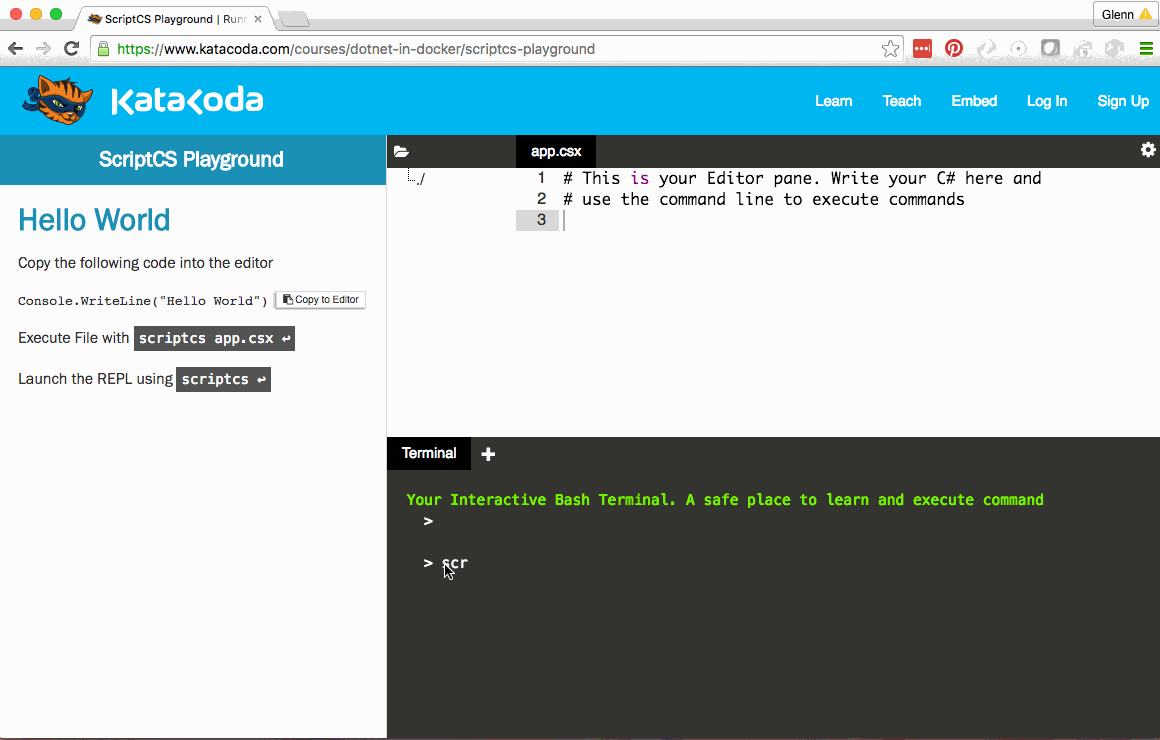 ScriptCS Playground | Runn
Glenn
https://www.katacoda.com/courses/dotnet-in-docker/scriptcs-playground
KataKoda
Learn Teach Embed Log In Sign Up
ScriptCS Playground
Hello World
Copy the following code into the editor
Console.WriteLine("Hello World") Copy to Editor
Execute File with scriptcs app.csx ↩
Launch the REPL using scriptcs ↩
app.csx
./
1 # This is your Editor pane. Write your C# here and
2 # use the command line to execute commands
3
Terminal
Your Interactive Bash Terminal. A safe place to learn and execute command
>
> scr